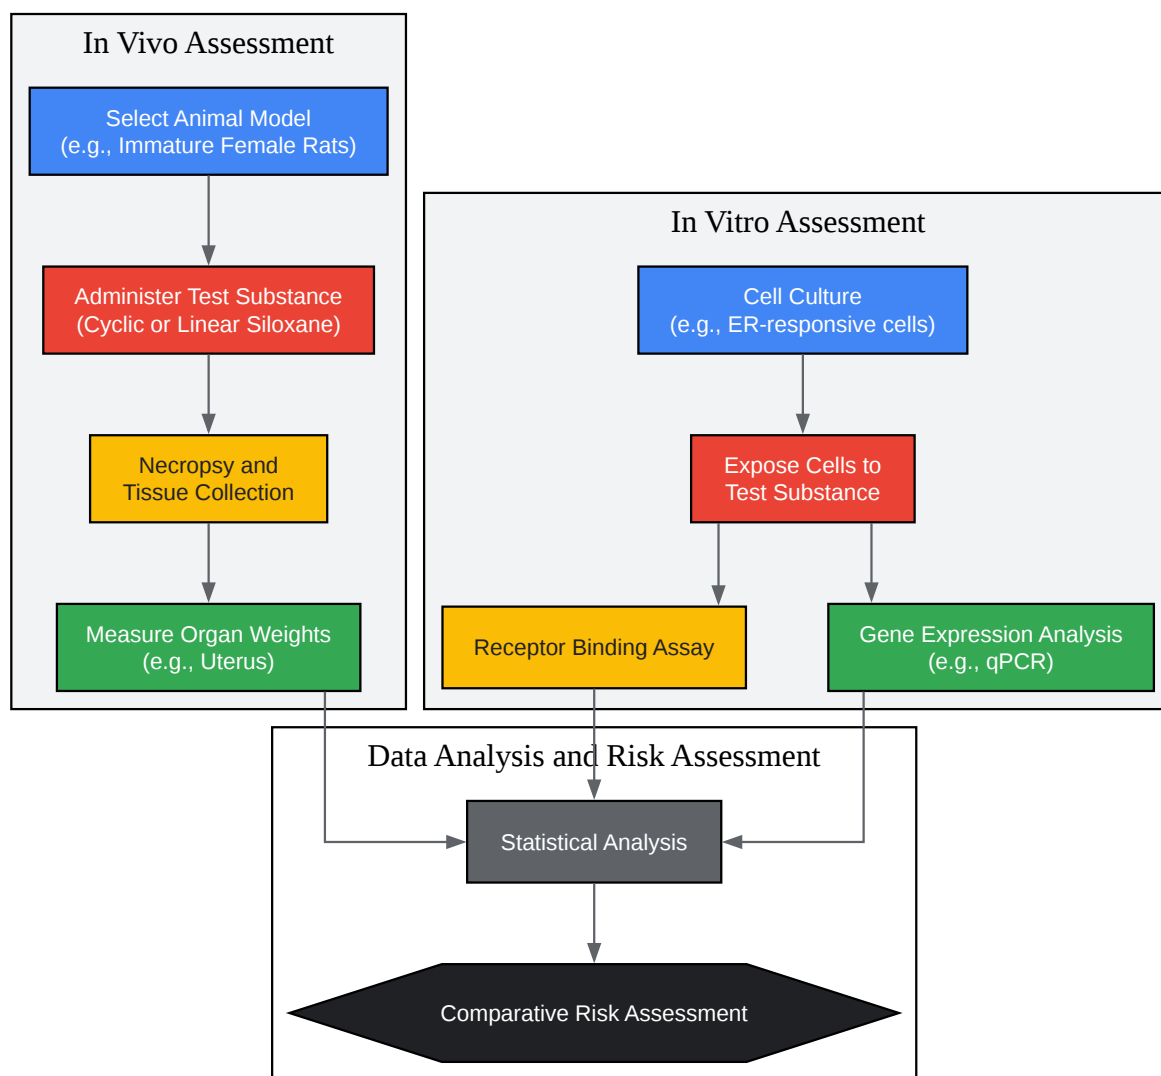 In Vivo Assessment
Select Animal Model
(e.g., Immature Female Rats)
Administer Test Substance
(Cyclic or Linear Siloxane)
Necropsy and
Tissue Collection
Measure Organ Weights
(e.g., Uterus)
In Vitro Assessment
Cell Culture
(e.g., ER-responsive cells)
Expose Cells to
Test Substance
Receptor Binding Assay
Gene Expression Analysis
(e.g., qPCR)
Data Analysis and Risk Assessment
Statistical Analysis
Comparative Risk Assessment